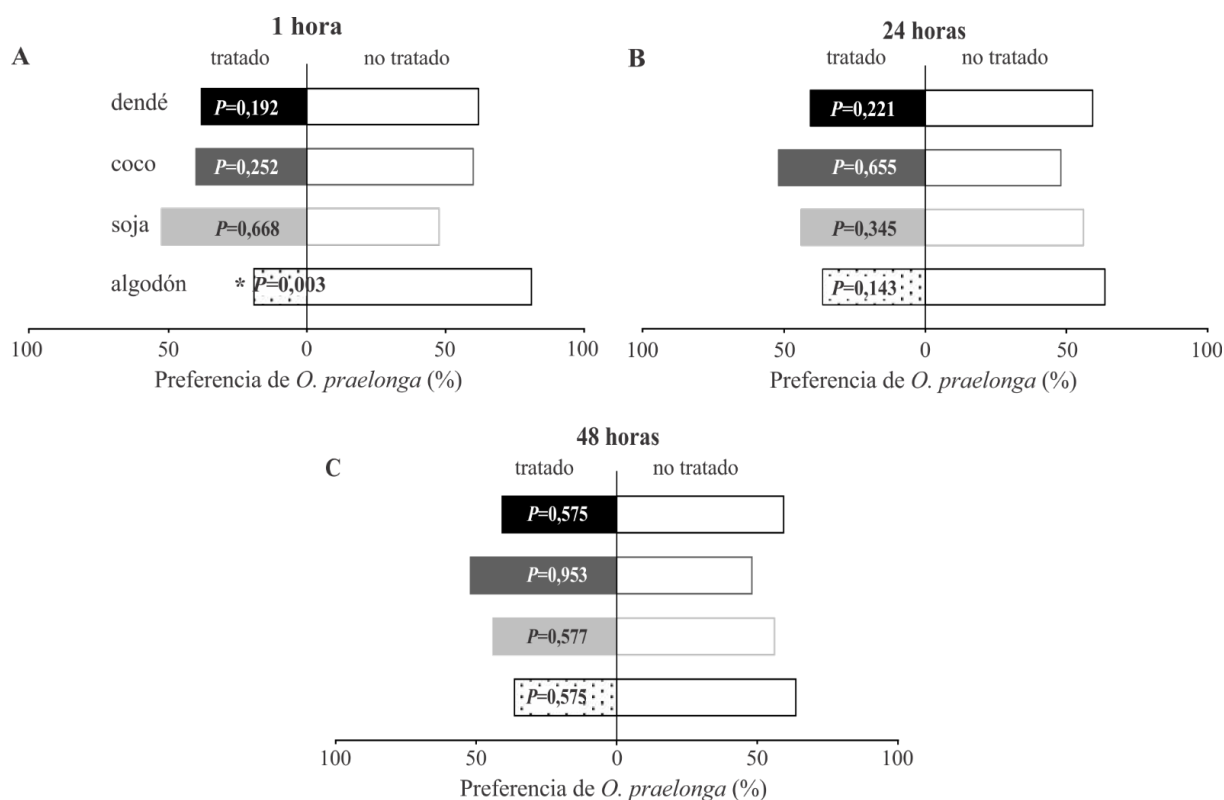 1 hora
A
tratado no tratado
dendé P=0,192
coco P=0,252
soja P=0,668
algodón * P=0,003
100 50 0 50 100
Preferencia de O. praelonga (%)
24 horas
B
tratado no tratado
P=0,221
P=0,655
P=0,345
P=0,143
100 50 0 50 100
Preferencia de O. praelonga (%)
48 horas
C
tratado no tratado
P=0,575
P=0,953
P=0,577
P=0,575
100 50 0 50 100
Preferencia de O. praelonga (%)